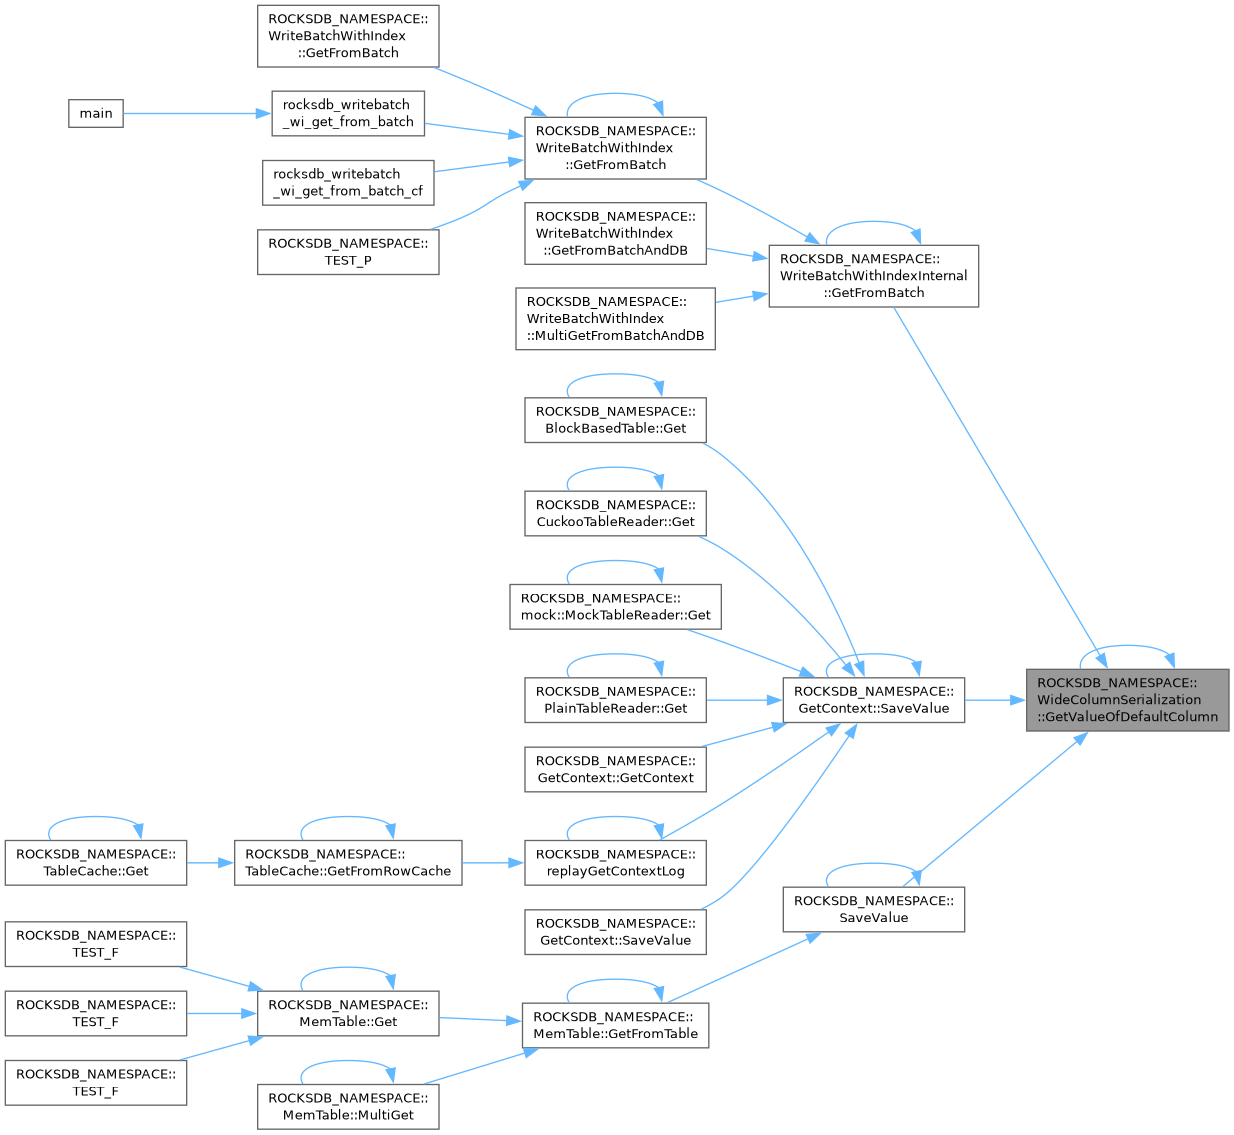 ROCKSDB_NAMESPACE::
WriteBatchWithIndex
::GetFromBatch
main
rocksdb_writebatch
_wi_get_from_batch
rocksdb_writebatch
_wi_get_from_batch_cf
ROCKSDB_NAMESPACE::
TEST_P
ROCKSDB_NAMESPACE::
WriteBatchWithIndex
::GetFromBatch
ROCKSDB_NAMESPACE::
WriteBatchWithIndex
::GetFromBatchAndDB
ROCKSDB_NAMESPACE::
WriteBatchWithIndex
::MultiGetFromBatchAndDB
ROCKSDB_NAMESPACE::
WriteBatchWithIndexInternal
::GetFromBatch
ROCKSDB_NAMESPACE::
BlockBasedTable::Get
ROCKSDB_NAMESPACE::
CuckooTableReader::Get
ROCKSDB_NAMESPACE::
mock::MockTableReader::Get
ROCKSDB_NAMESPACE::
PlainTableReader::Get
ROCKSDB_NAMESPACE::
GetContext::GetContext
ROCKSDB_NAMESPACE::
GetContext::SaveValue
ROCKSDB_NAMESPACE::
WideColumnSerialization
::GetValueOfDefaultColumn
ROCKSDB_NAMESPACE::
TableCache::Get
ROCKSDB_NAMESPACE::
TableCache::GetFromRowCache
ROCKSDB_NAMESPACE::
replayGetContextLog
ROCKSDB_NAMESPACE::
GetContext::SaveValue
ROCKSDB_NAMESPACE::
SaveValue
ROCKSDB_NAMESPACE::
TEST_F
ROCKSDB_NAMESPACE::
TEST_F
ROCKSDB_NAMESPACE::
TEST_F
ROCKSDB_NAMESPACE::
MemTable::Get
ROCKSDB_NAMESPACE::
MemTable::GetFromTable
ROCKSDB_NAMESPACE::
MemTable::MultiGet